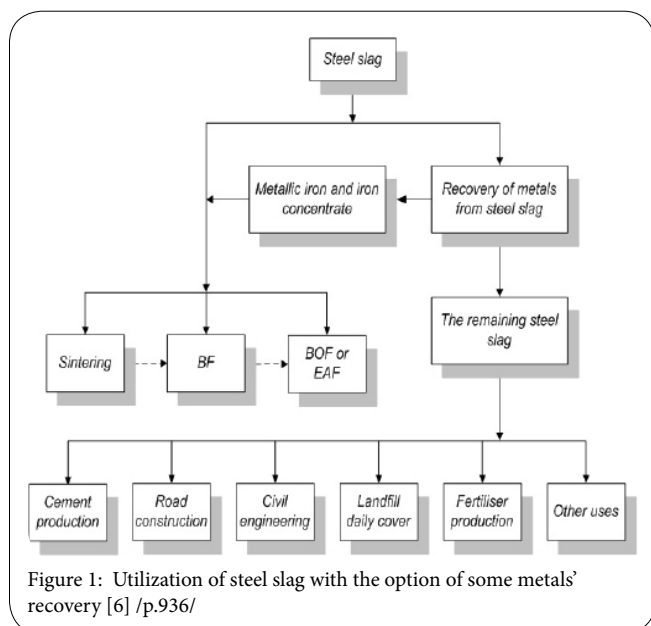 Steel slag
Metallic iron and iron
concentrate
Recovery of metals
from steel slag
The remaining steel
slag
Sintering
BF
BOF or
EAF
Cement
production
Road
construction
Civil
engineering
Landfill
daily cover
Fertiliser
production
Other uses
Figure 1: Utilization of steel slag with the option of some metals'
recovery [6] /p.936/